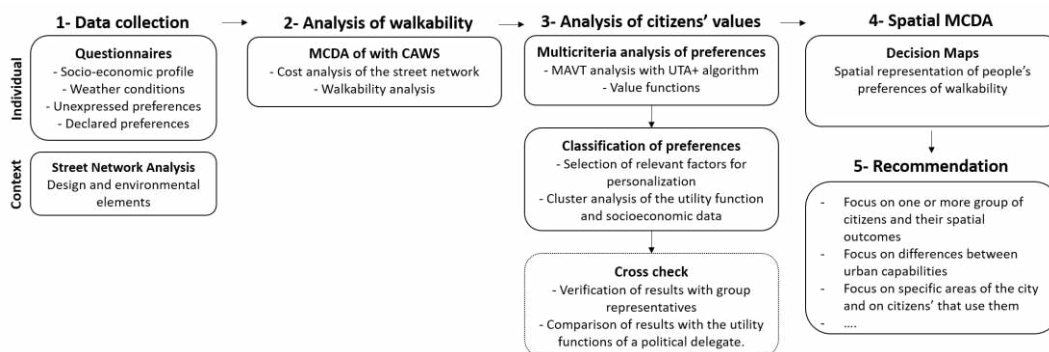 1- Data collection
2- Analysis of walkability
3- Analysis of citizens’ values
4- Spatial MCDA
Individual
Questionnaires
- Socio-economic profile
- Weather conditions
- Unexpressed preferences
- Declared preferences
Context
Street Network Analysis
Design and environmental
elements
MCDA of with CAWS
- Cost analysis of the street network
- Walkability analysis
Multicriteria analysis of preferences
- MAVT analysis with UTA+ algorithm
- Value functions
Classification of preferences
- Selection of relevant factors for
personalization
- Cluster analysis of the utility function
and socioeconomic data
Cross check
- Verification of results with group
representatives
- Comparison of results with the utility
functions of a political delegate.
Decision Maps
Spatial representation of people’s
preferences of walkability
5- Recommendation
- Focus on one or more group of
citizens and their spatial
outcomes
- Focus on differences between
urban capabilities
- Focus on specific areas of the city
and on citizens’ that use them
- ....